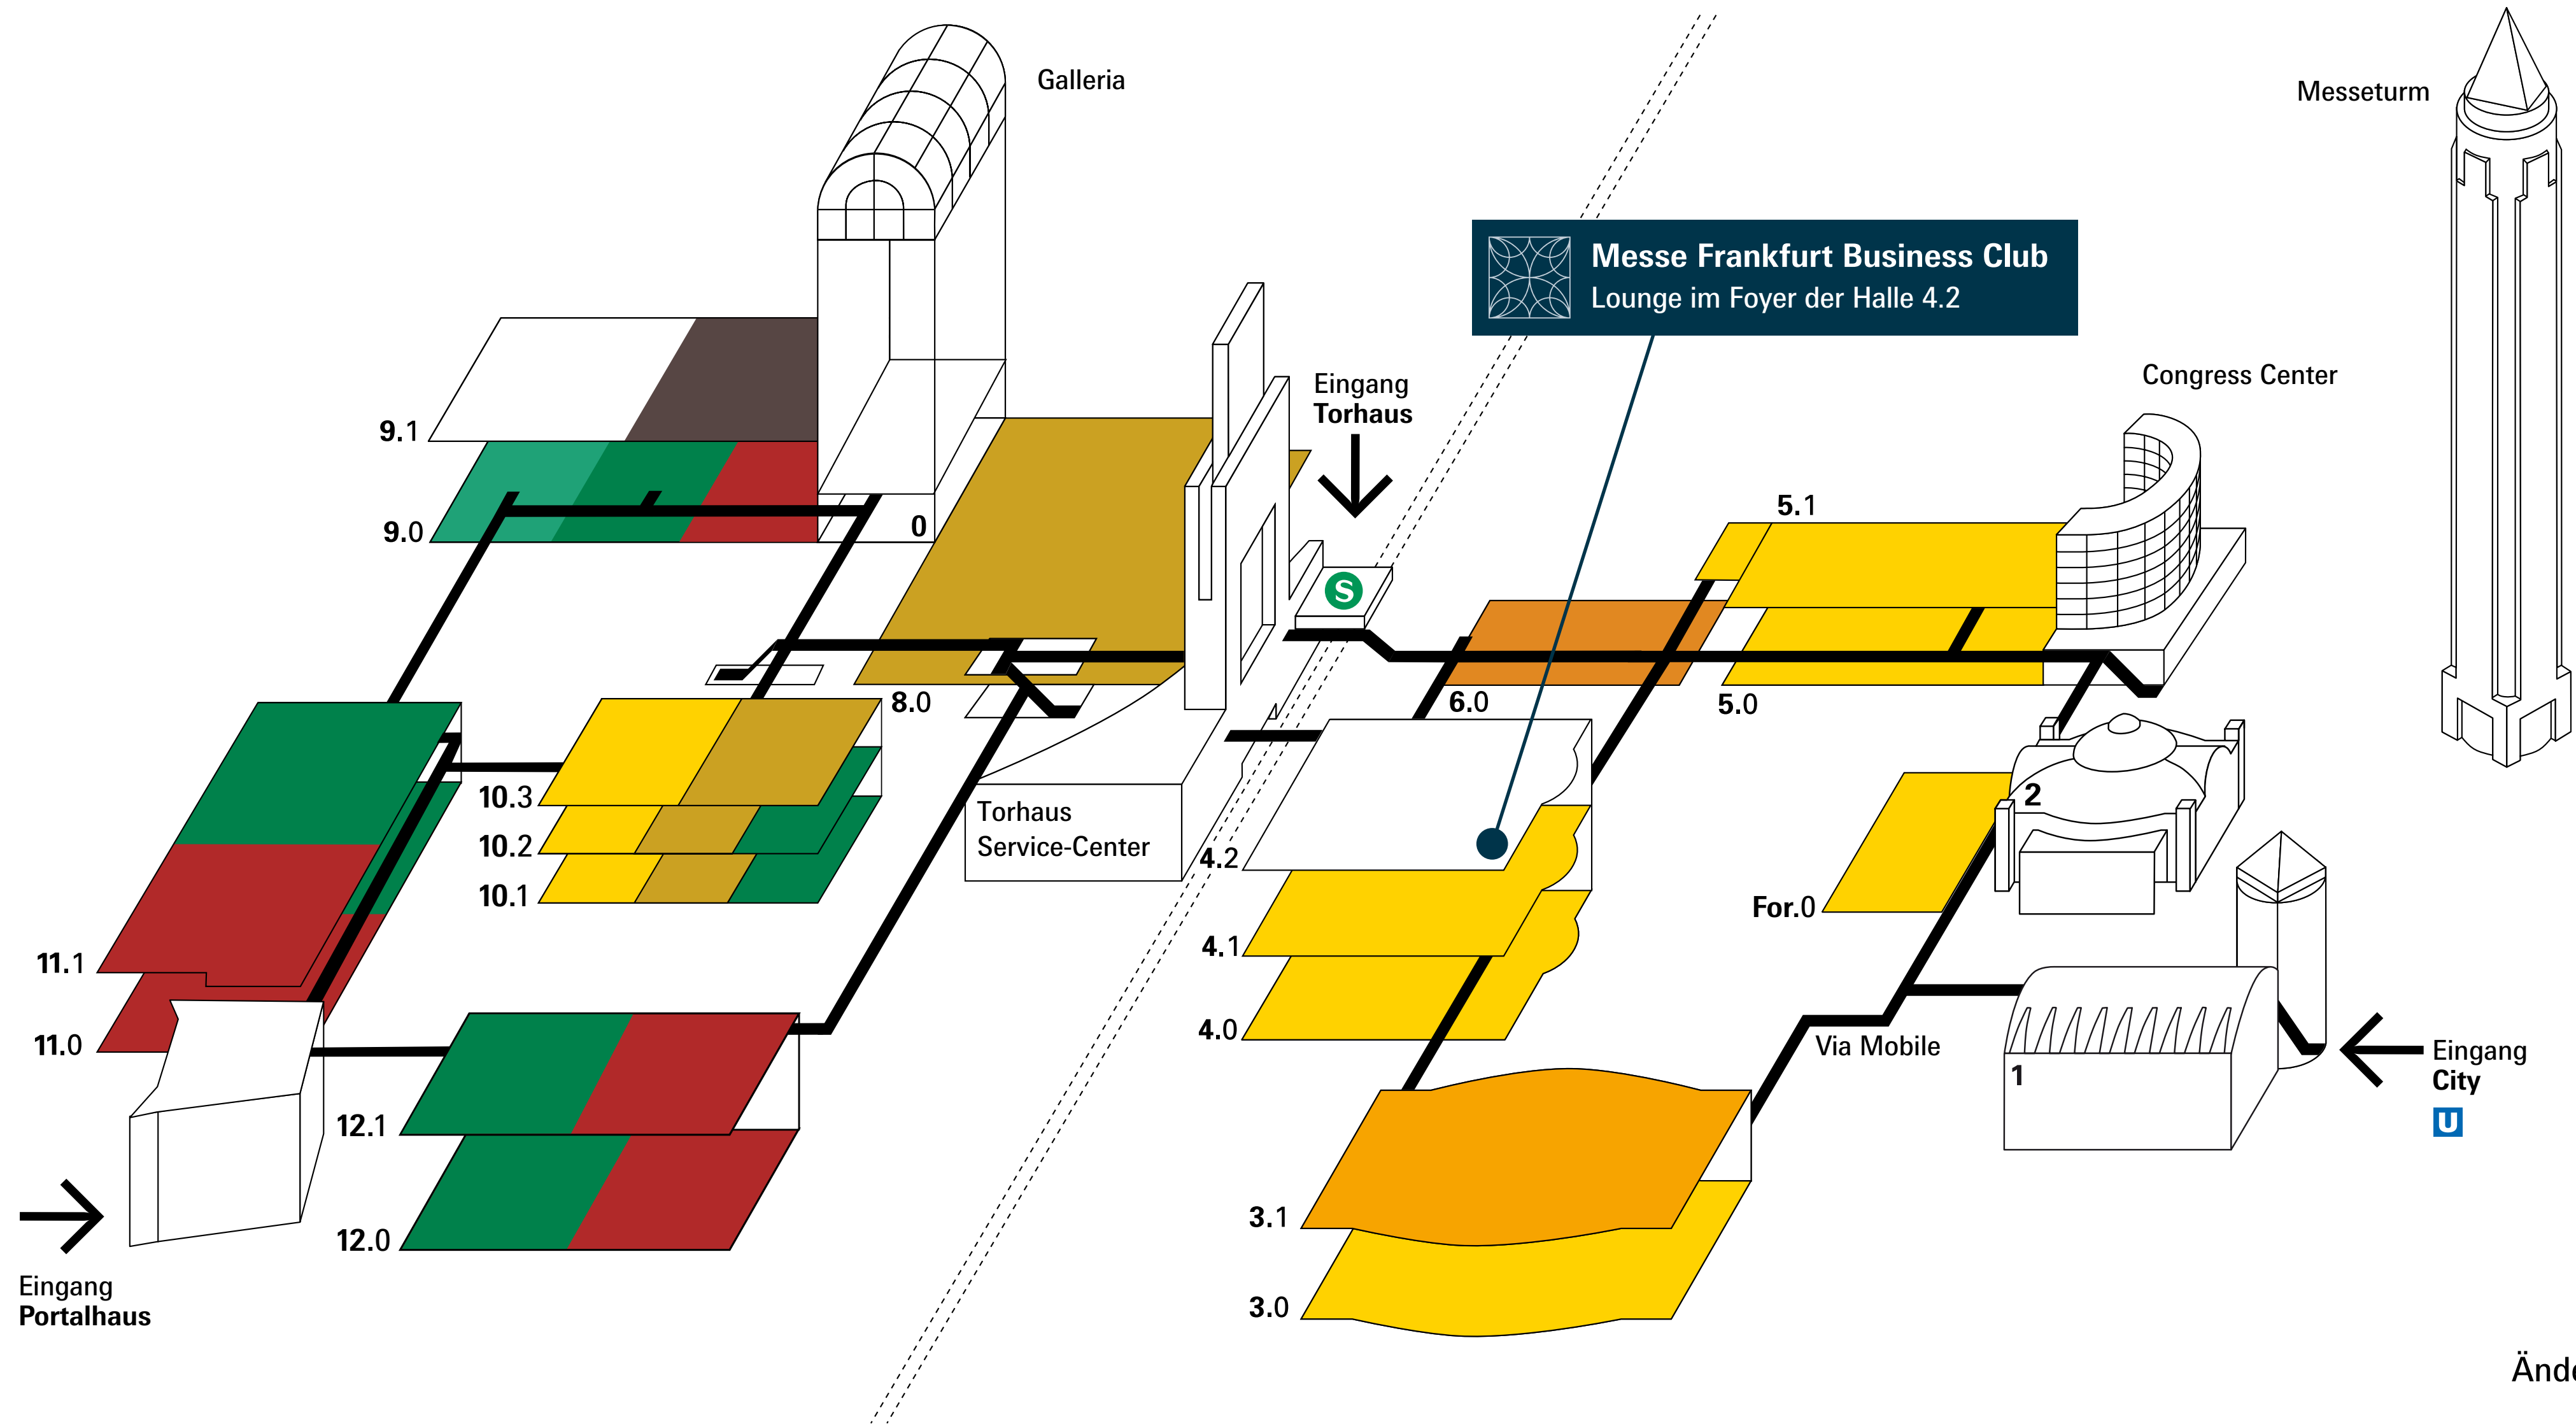 Galleria
Messeturm
Messe Frankfurt Business Club
Lounge im Foyer der Halle 4.2
Eingang
Torhaus
Congress Center
9.1
9.0
0
S
5.1
8.0
6.0
5.0
10.3
10.2
10.1
Torhaus
Service-Center
4.2
2
For.0
11.1
4.1
11.0
4.0
Via Mobile
1
Eingang
City
U
12.1
12.0
3.1
3.0
Eingang
Portalhaus